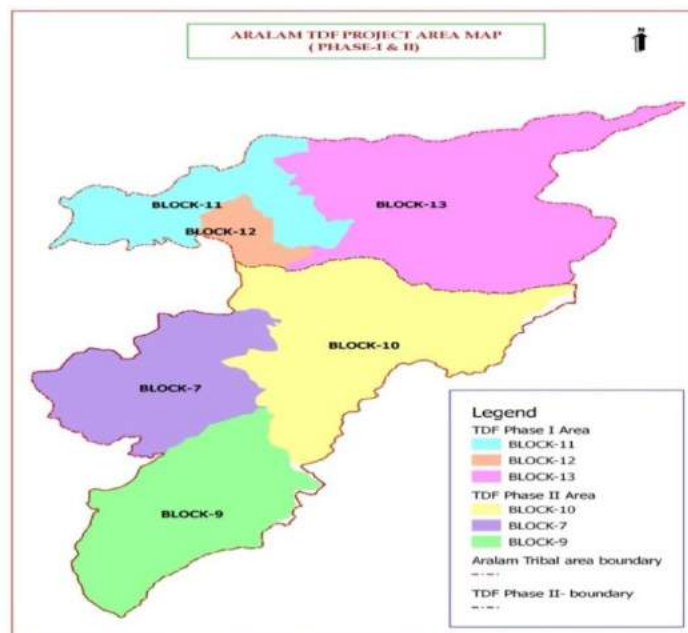 ARALAM TDF PROJECT AREA MAP
( PHASE-I & II)
N
BLOCK-11
BLOCK-13
BLOCK-12
BLOCK-10
BLOCK-7
BLOCK-9
Legend
TDF Phase I Area
BLOCK-11
BLOCK-12
BLOCK-13
TDF Phase II Area
BLOCK-10
BLOCK-7
BLOCK-9
Aralam Tribal area boundary
TDF Phase II- boundary